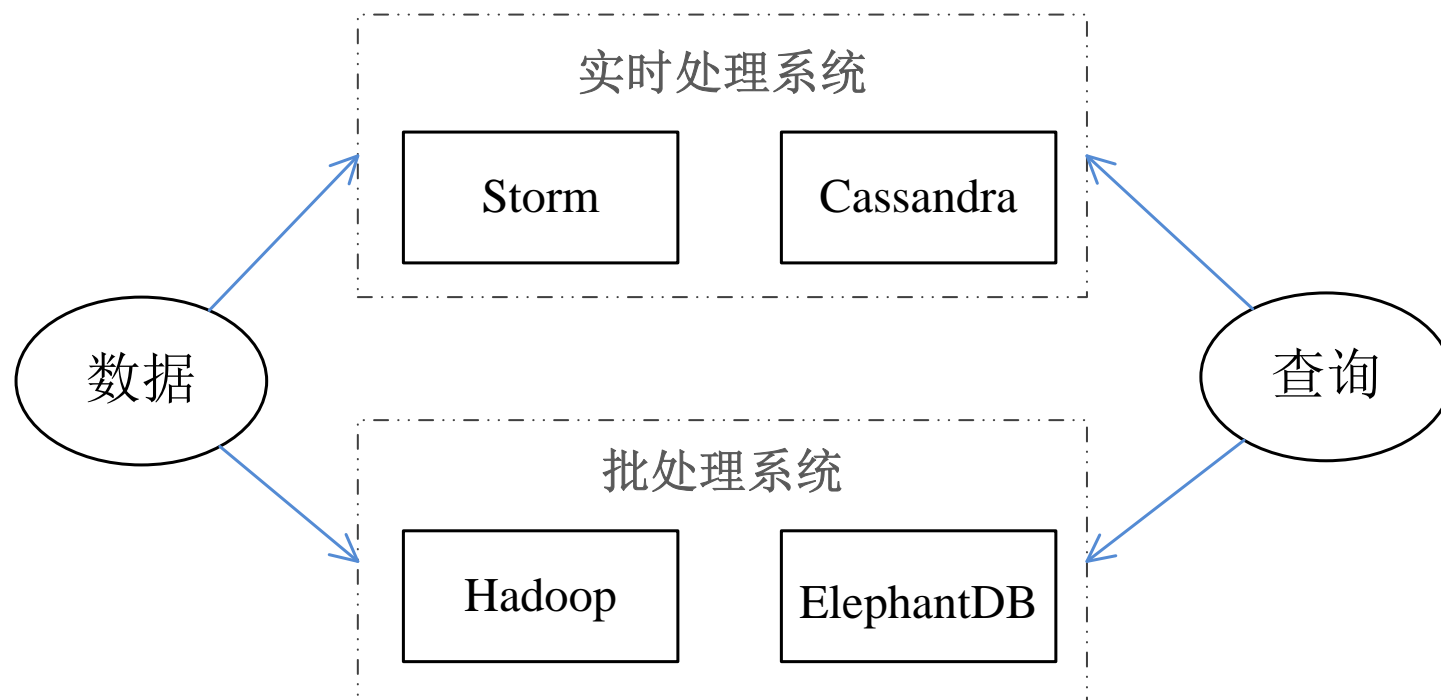 实时处理系统
Storm
Cassandra
数据
查询
批处理系统
Hadoop
ElephantDB